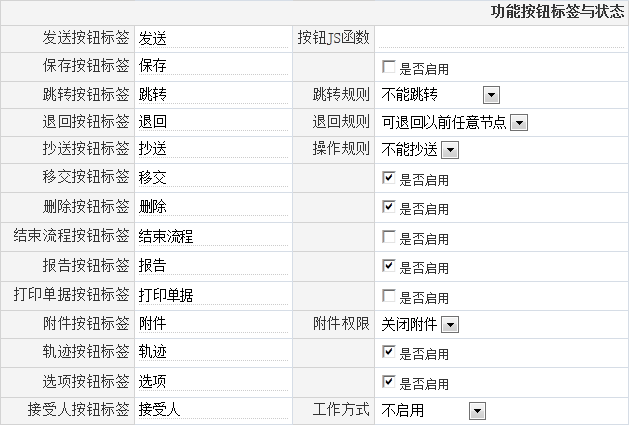 功能按钮标签与状态
发送按钮标签 发送 按钮JS函数
保存按钮标签 保存 是否启用
跳转按钮标签 跳转 跳转规则 不能跳转
退回按钮标签 退回 退回规则 可退回以前任意节点
抄送按钮标签 抄送 操作规则 不能抄送
移交按钮标签 移交 是否启用
删除按钮标签 删除 是否启用
结束流程按钮标签 结束流程 是否启用
报告按钮标签 报告 是否启用
打印单据按钮标签 打印单据 是否启用
附件按钮标签 附件 附件权限 关闭附件
轨迹按钮标签 轨迹 是否启用
选项按钮标签 选项 是否启用
接受人按钮标签 接受人 工作方式 不启用